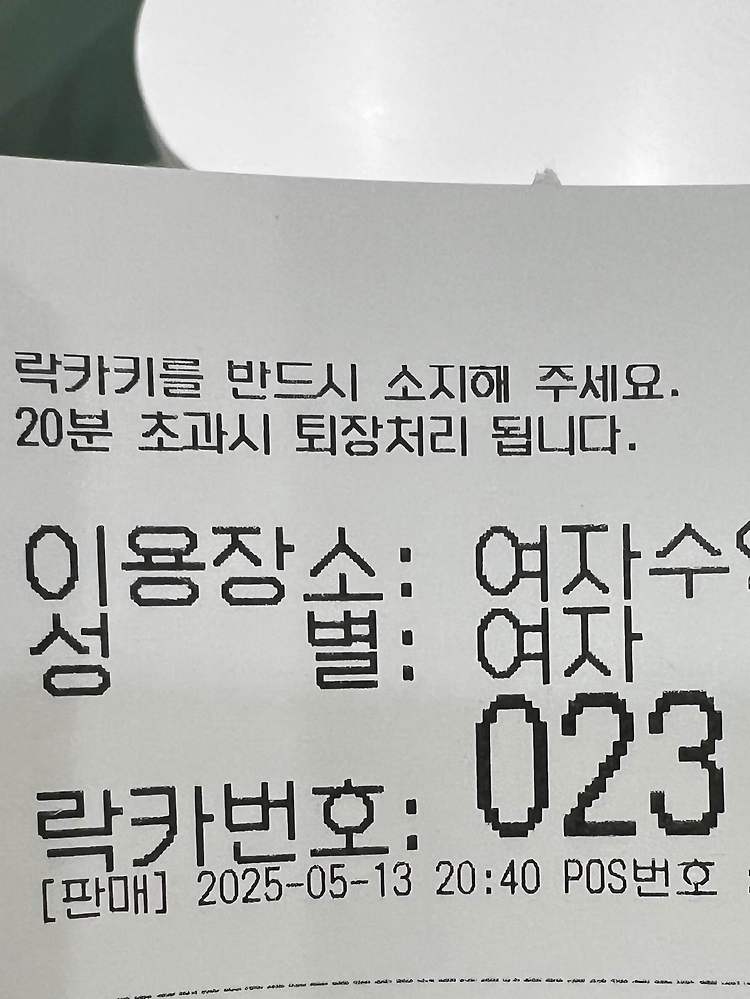 락카키를 반드시 소지해 주세요.
20분 초과시 퇴장처리 됩니다.
이용장소: 여자수
성 별: 여자
락카번호: 023
[판매] 2025-05-13 20:40 POS번호 :